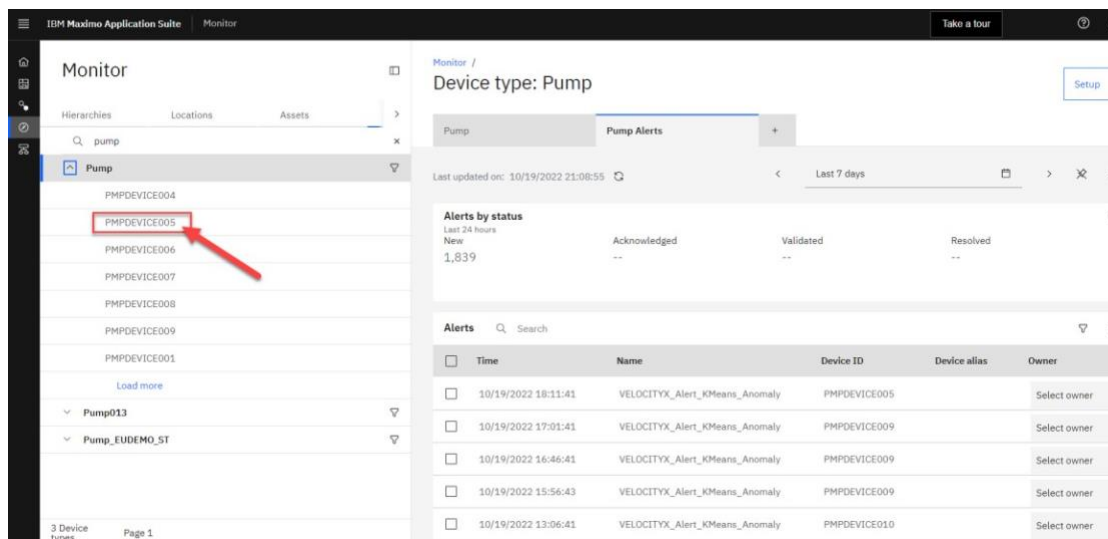 IBM Maximo Application Suite Monitor Take a tour
Monitor
Hierarchies Locations Assets
pump
Pump
PMPDEVICE004
PMPDEVICE005
PMPDEVICE006
PMPDEVICE007
PMPDEVICE008
PMPDEVICE009
PMPDEVICE001
Load more
Pump013
Pump_EUDEMO_ST
3 Device types Page 1
Monitor /
Device type: Pump
Setup
Pump Pump Alerts +
Last updated on: 10/19/2022 21:08:55 Last 7 days
Alerts by status
Last 24 hours
New Acknowledged Validated Resolved
1,839 -- -- --
Alerts Search
Time Name Device ID Device alias Owner
10/19/2022 18:11:41 VELOCITYX_Alert_KMeans_Anomaly PMPDEVICE005 Select owner
10/19/2022 17:01:41 VELOCITYX_Alert_KMeans_Anomaly PMPDEVICE009 Select owner
10/19/2022 16:46:41 VELOCITYX_Alert_KMeans_Anomaly PMPDEVICE009 Select owner
10/19/2022 15:56:43 VELOCITYX_Alert_KMeans_Anomaly PMPDEVICE009 Select owner
10/19/2022 13:06:41 VELOCITYX_Alert_KMeans_Anomaly PMPDEVICE010 Select owner